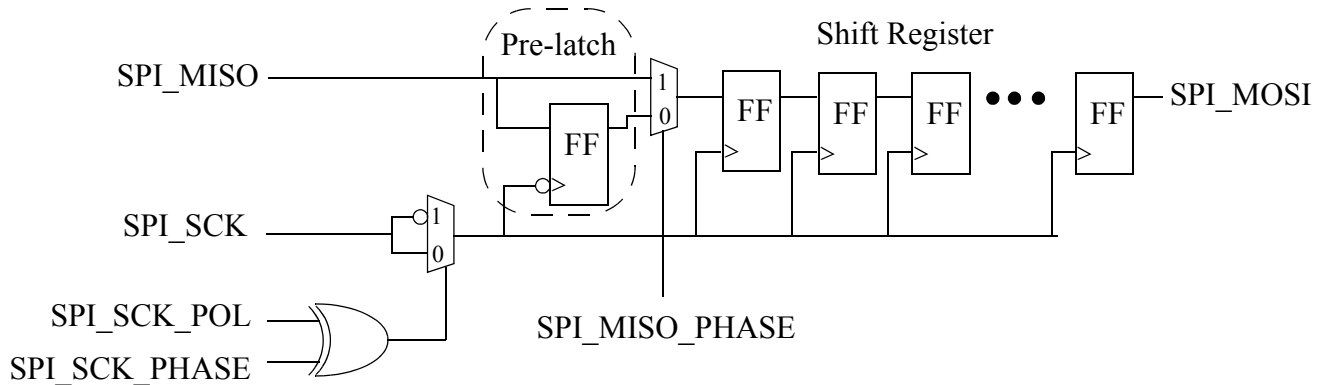 Pre-latch
Shift Register
SPI_MISO
1
0
FF
FF
FF
FF
FF
SPI_MOSI
SPI_SCK
1
0
SPI_SCK_POL
SPI_SCK_PHASE
SPI_MISO_PHASE